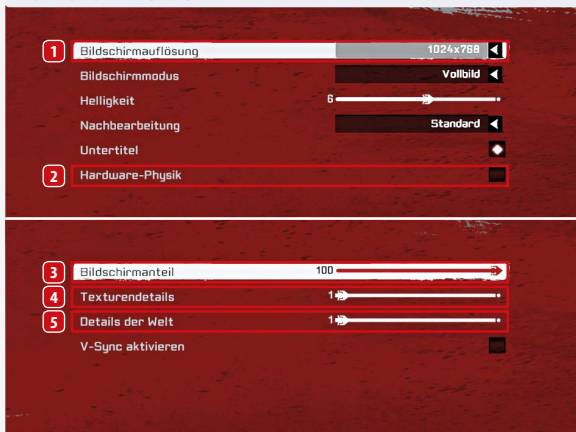 1 Bildschirmauflösung 1024x768
Bildschirmmodus Vollbild
Helligkeit 6
Nachbearbeitung Standard
Untertitel
2 Hardware-Physik
3 Bildschirmanteil 100
4 Texturendetails 1
5 Details der Welt 1
V-Sync aktivieren